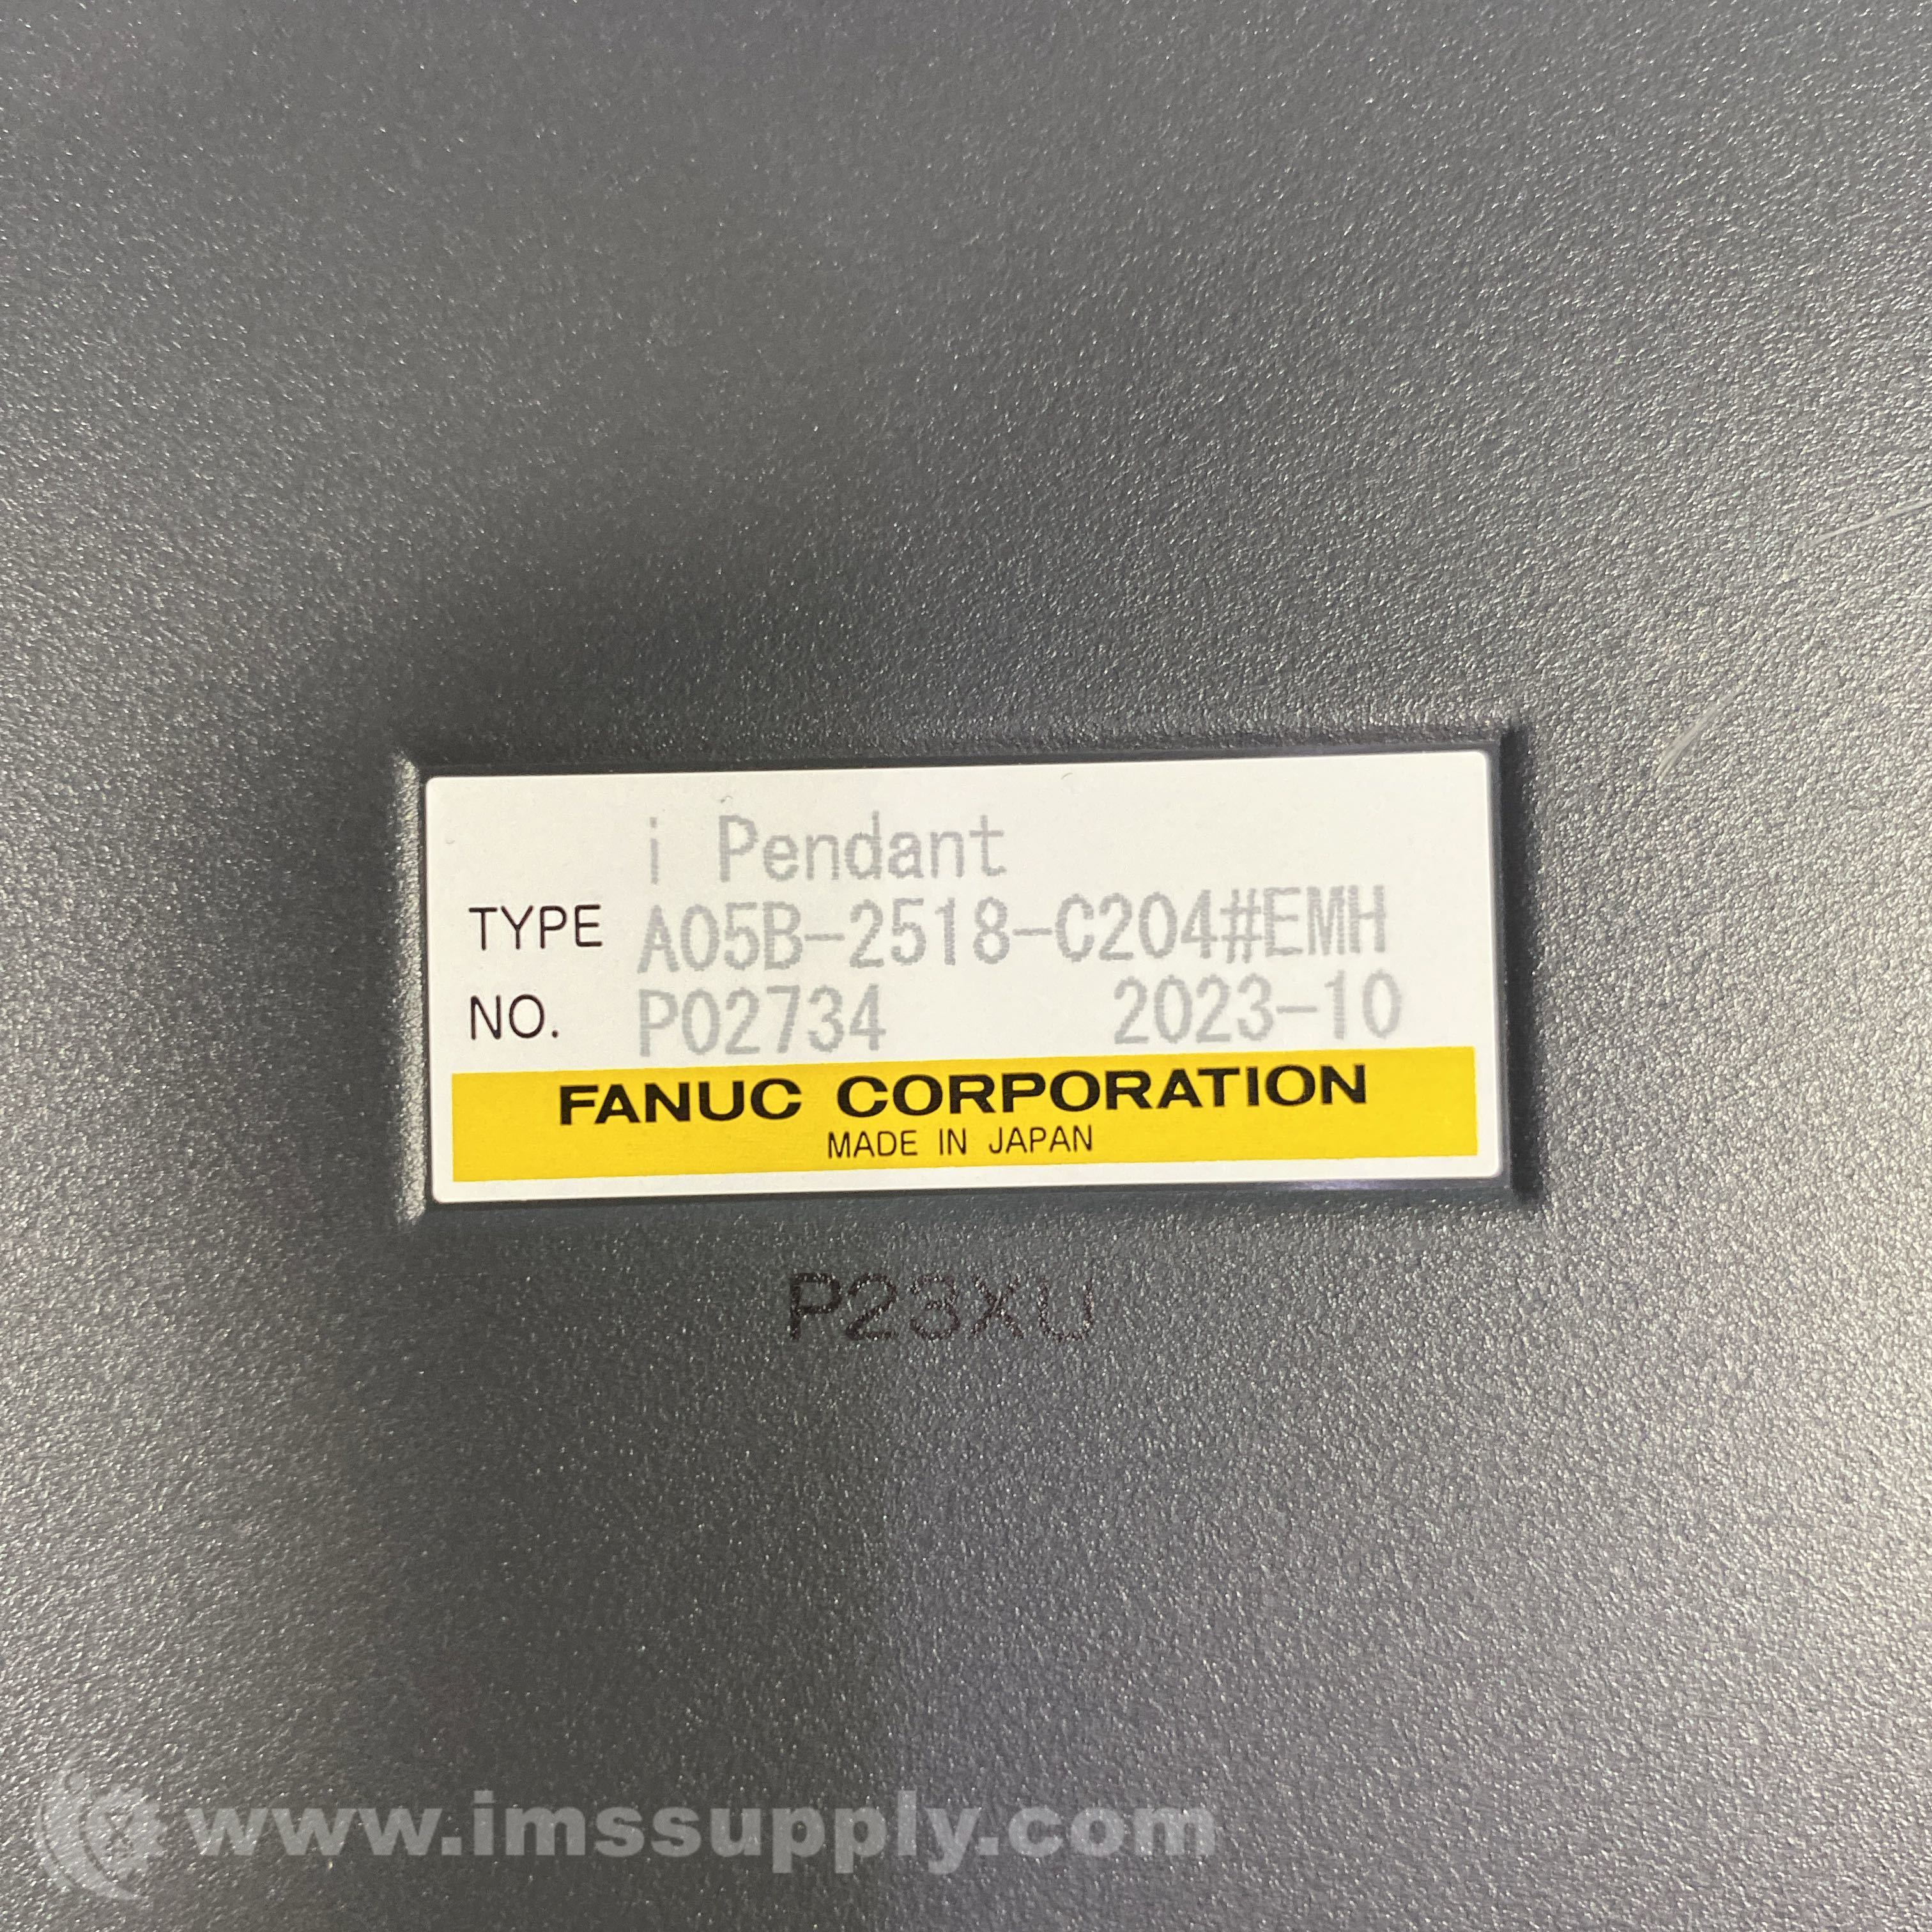 i Pendant
TYPE A05B-2518-C204#EMH
NO. P02734 2023-10
FANUC CORPORATION
MADE IN JAPAN
P23XU
www.imssupply.com